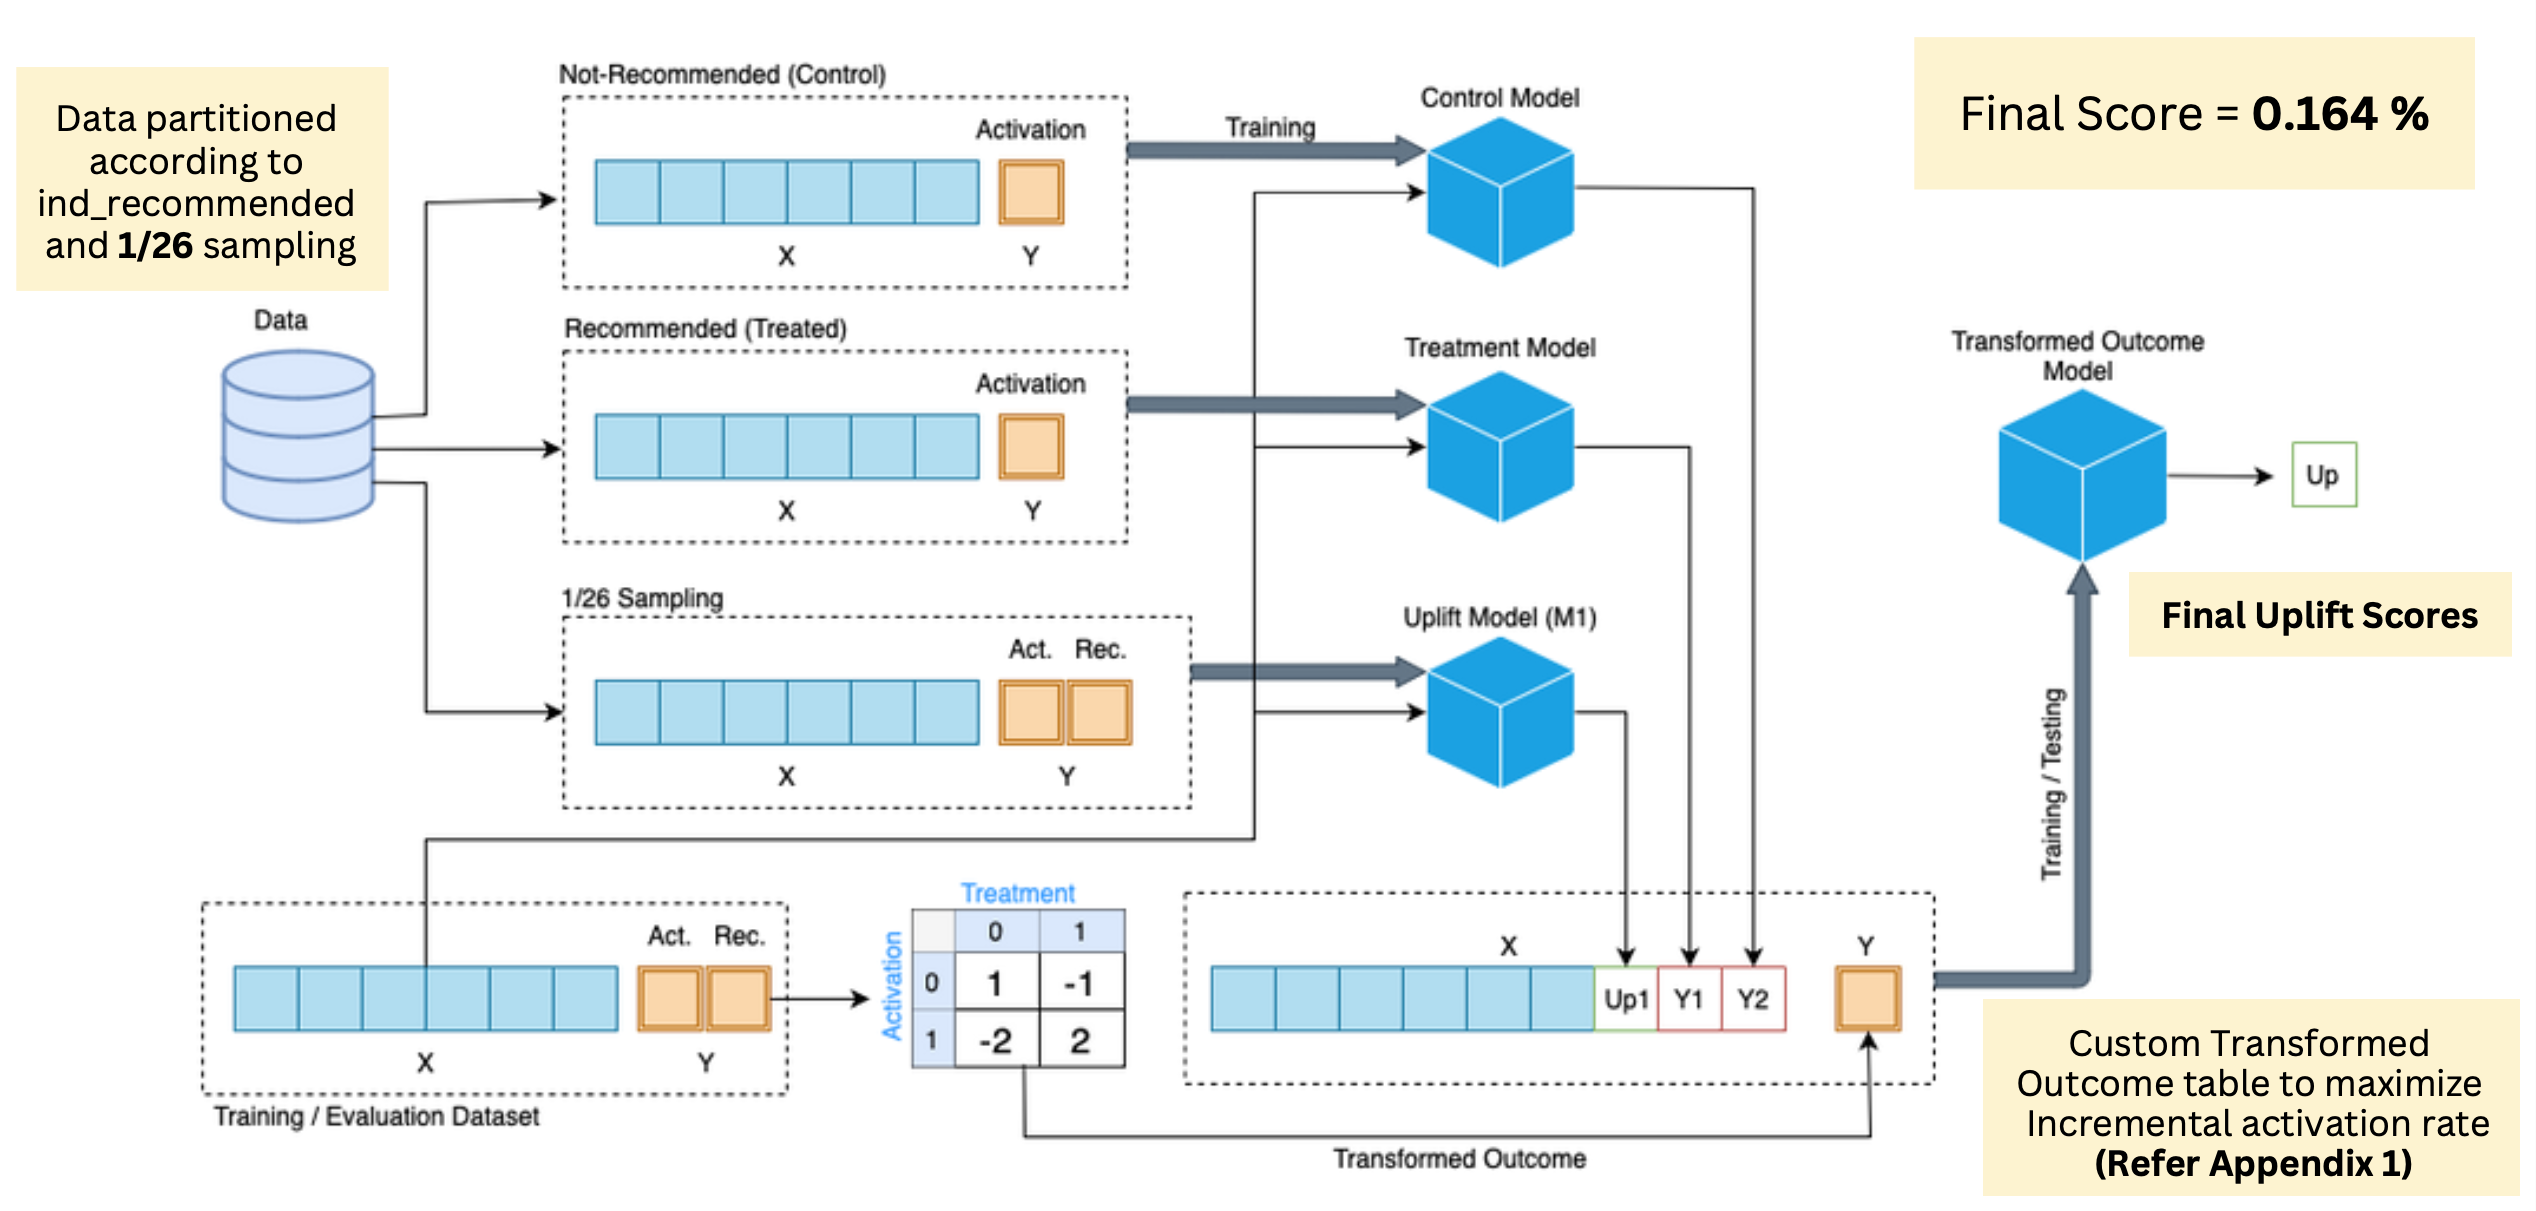 Data partitioned
according to
ind_recommended
and 1/26 sampling
Data
Not-Recommended (Control)
Activation
X
Y
Training
Control Model
Final Score = 0.164 %
Recommended (Treated)
Activation
X
Y
Treatment Model
Transformed Outcome
Model
Up
Final Uplift Scores
1/26 Sampling
Act.
Rec.
X
Y
Uplift Model (M1)
Training / Testing
Act.
Rec.
X
Y
Training / Evaluation Dataset
Treatment
Activation
0
1
0
1
-1
1
-2
2
X
Y
Up1
Y1
Y2
Transformed Outcome
Custom Transformed
Outcome table to maximize
Incremental activation rate
(Refer Appendix 1)